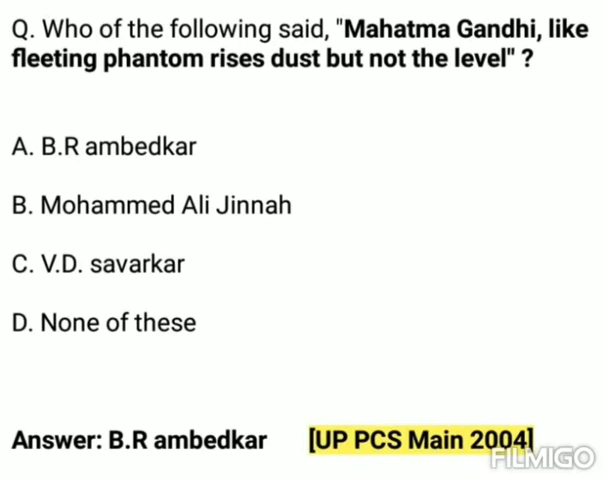 Q. Who of the following said, "Mahatma Gandhi, like
fleeting phantom rises dust but not the level" ?
A. B.R ambedkar
B. Mohammed Ali Jinnah
C. V.D. savarkar
D. None of these
Answer: B.R ambedkar [UP PCS Main 2004]
FILMIGO